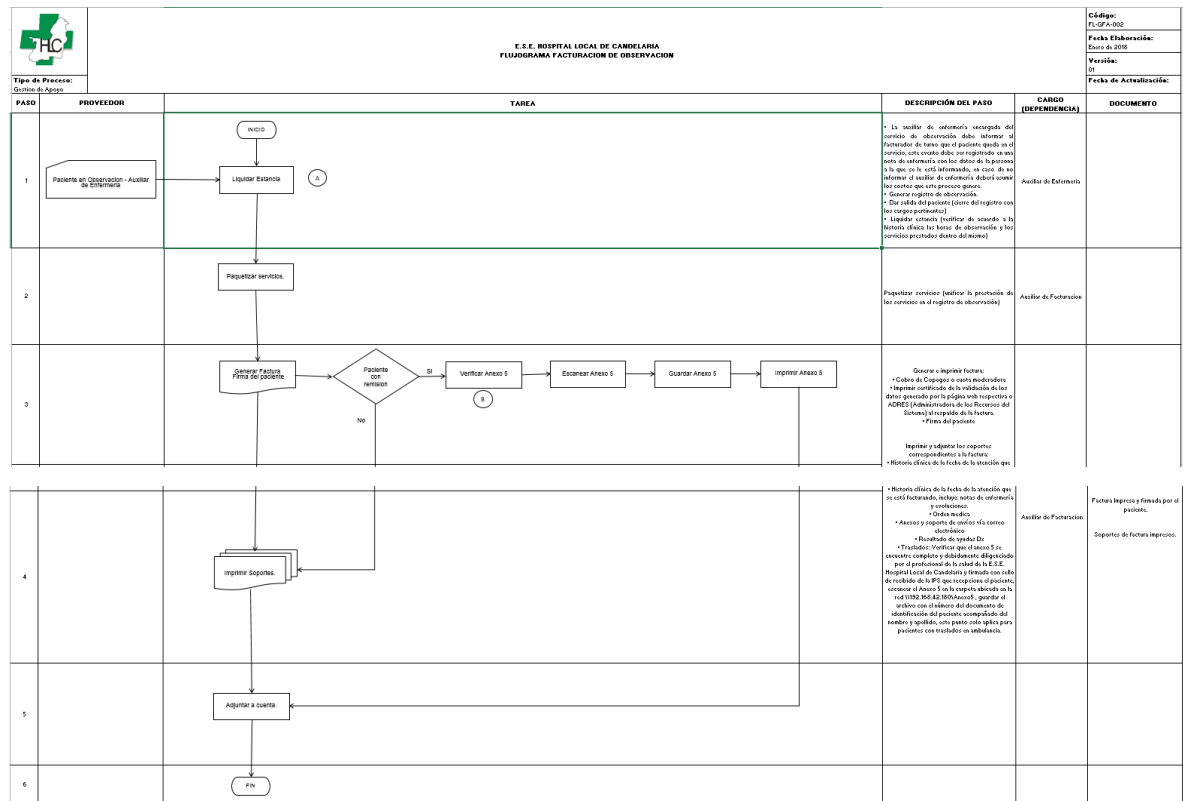 HLC
E.S.E. HOSPITAL LOCAL DE CANDELARIA
FLUJOGRAMA FACTURACION DE OBSERVACION
Código:
FL-GFA-002
Fecha Elaboración:
Enero de 2018
Versión:
01
Fecha de Actualización:
Tipo de Proceso:
Gestion de Apoyo
PASO
PROVEEDOR
TAREA
DESCRIPCIÓN DEL PASO
CARGO
(DEPENDENCIA)
DOCUMENTO
1
Paciente en Observacion - Auxiliar
de Enfermeria
INICIO
Liquidar Estancia
A
• La auxiliar de enfermería encargada del
servicio de observación debe informar al
facturador de turno que el paciente queda en el
servicio, este evento debe ser registrado en una
nota de enfermería con los datos de la persona
a la que se le está informando, en caso de no
informar el auxiliar de enfermería deberá asumir
los costos que este proceso genere.
• Generar registro de observación.
• Dar salida del paciente (cierre del registro con
los cargos pertinentes)
• Liquidar estancia (verificar de acuerdo a la
historia clínica las horas de observación y los
servicios prestados dentro del mismo)
Auxiliar de Enfermeria
2
Paquetizar servicios.
Paquetizar servicios (unificar la prestación de
los servicios en el registro de observación)
Auxiliar de Facturacion
3
Generar Factura
Firma del paciente
Paciente
con
remision
SI
No
Verificar Anexo 5
B
Escanear Anexo 5
Guardar Anexo 5
Imprimir Anexo 5
Generar e imprimir factura:
• Cobro de Copagos o cuota moderadora
• Imprimir certificado de la validación de los
datos generado por la página web respectiva o
ADRES (Administradora de los Recursos del
Sistema) al respaldo de la factura.
• Firma del paciente
Imprimir y adjuntar los soportes
correspondientes a la factura:
• Historia clínica de la fecha de la atención que
• Historia clínica de la fecha de la atención que
se está facturando, incluye: notas de enfermería
y evoluciones.
• Orden medica
• Anexos y soporte de envíos vía correo
electrónico
• Resultado de ayudas Dx
• Traslados: Verificar que el anexo 5 se
encuentre completo y debidamente diligenciado
por el profesional de la salud de la E.S.E.
Hospital Local de Candelaria y firmada con sello
de recibido de la IPS que recepciona el paciente,
escanear el Anexo 5 en la carpeta ubicada en la
red \\192.168.42.180\Anexo5 , guardar el
archivo con el número del documento de
identificación del paciente acompañado del
nombre y apellido, este punto solo aplica para
pacientes con traslados en ambulancia.
Auxiliar de Facturacion
Factura Impresa y firmada por el
paciente.
Soportes de factura impresos.
4
Imprimir Soportes.
5
Adjuntar a cuenta.
6
FIN